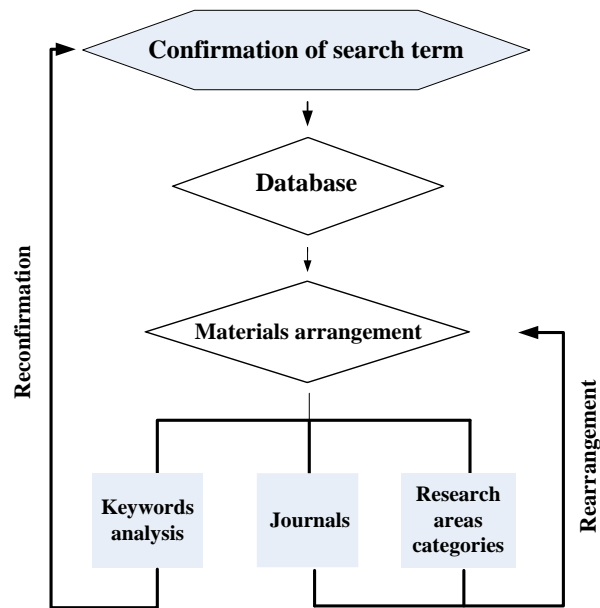 Confirmation of search term
Database
Materials arrangement
Reconfirmation
Rearrangement
Keywords
analysis
Journals
Research
areas
categories